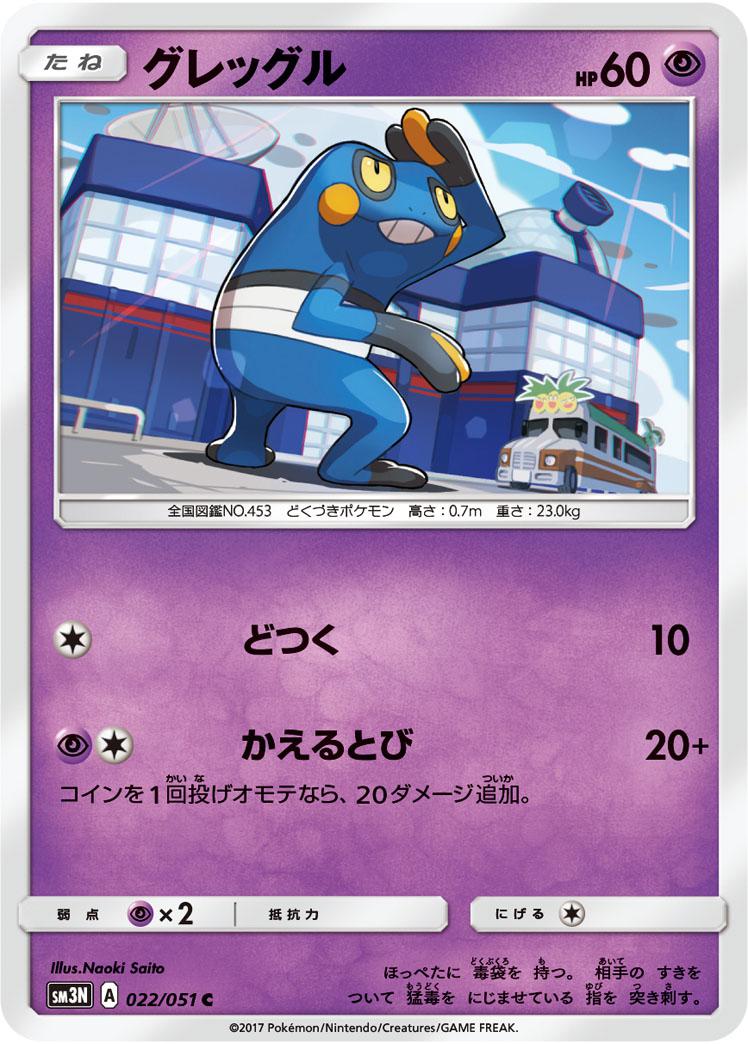 たね グレッグル HP60
全国図鑑NO.453 どくづきポケモン 高さ:0.7m 重さ:23.0kg
どつく 10
かえるとび 20+
コインを1回投げオモテなら、20ダメージ追加。
弱点 ×2 抵抗力 にげる
Illus.Naoki Saito
ほっぺたに 毒袋を 持つ。 相手の すきを
ついて 猛毒を にじませている 指を 突き刺す。
SM3N A 022/051 C
©2017 Pokémon/Nintendo/Creatures/GAME FREAK.